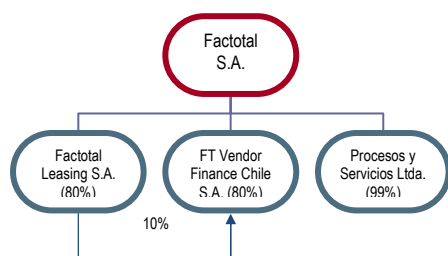 Factotal
S.A.
Factotal
Leasing S.A.
(80%)
FT Vendor
Finance Chile
S.A. (80%)
Procesos y
Servicios Ltda.
(99%)
10%